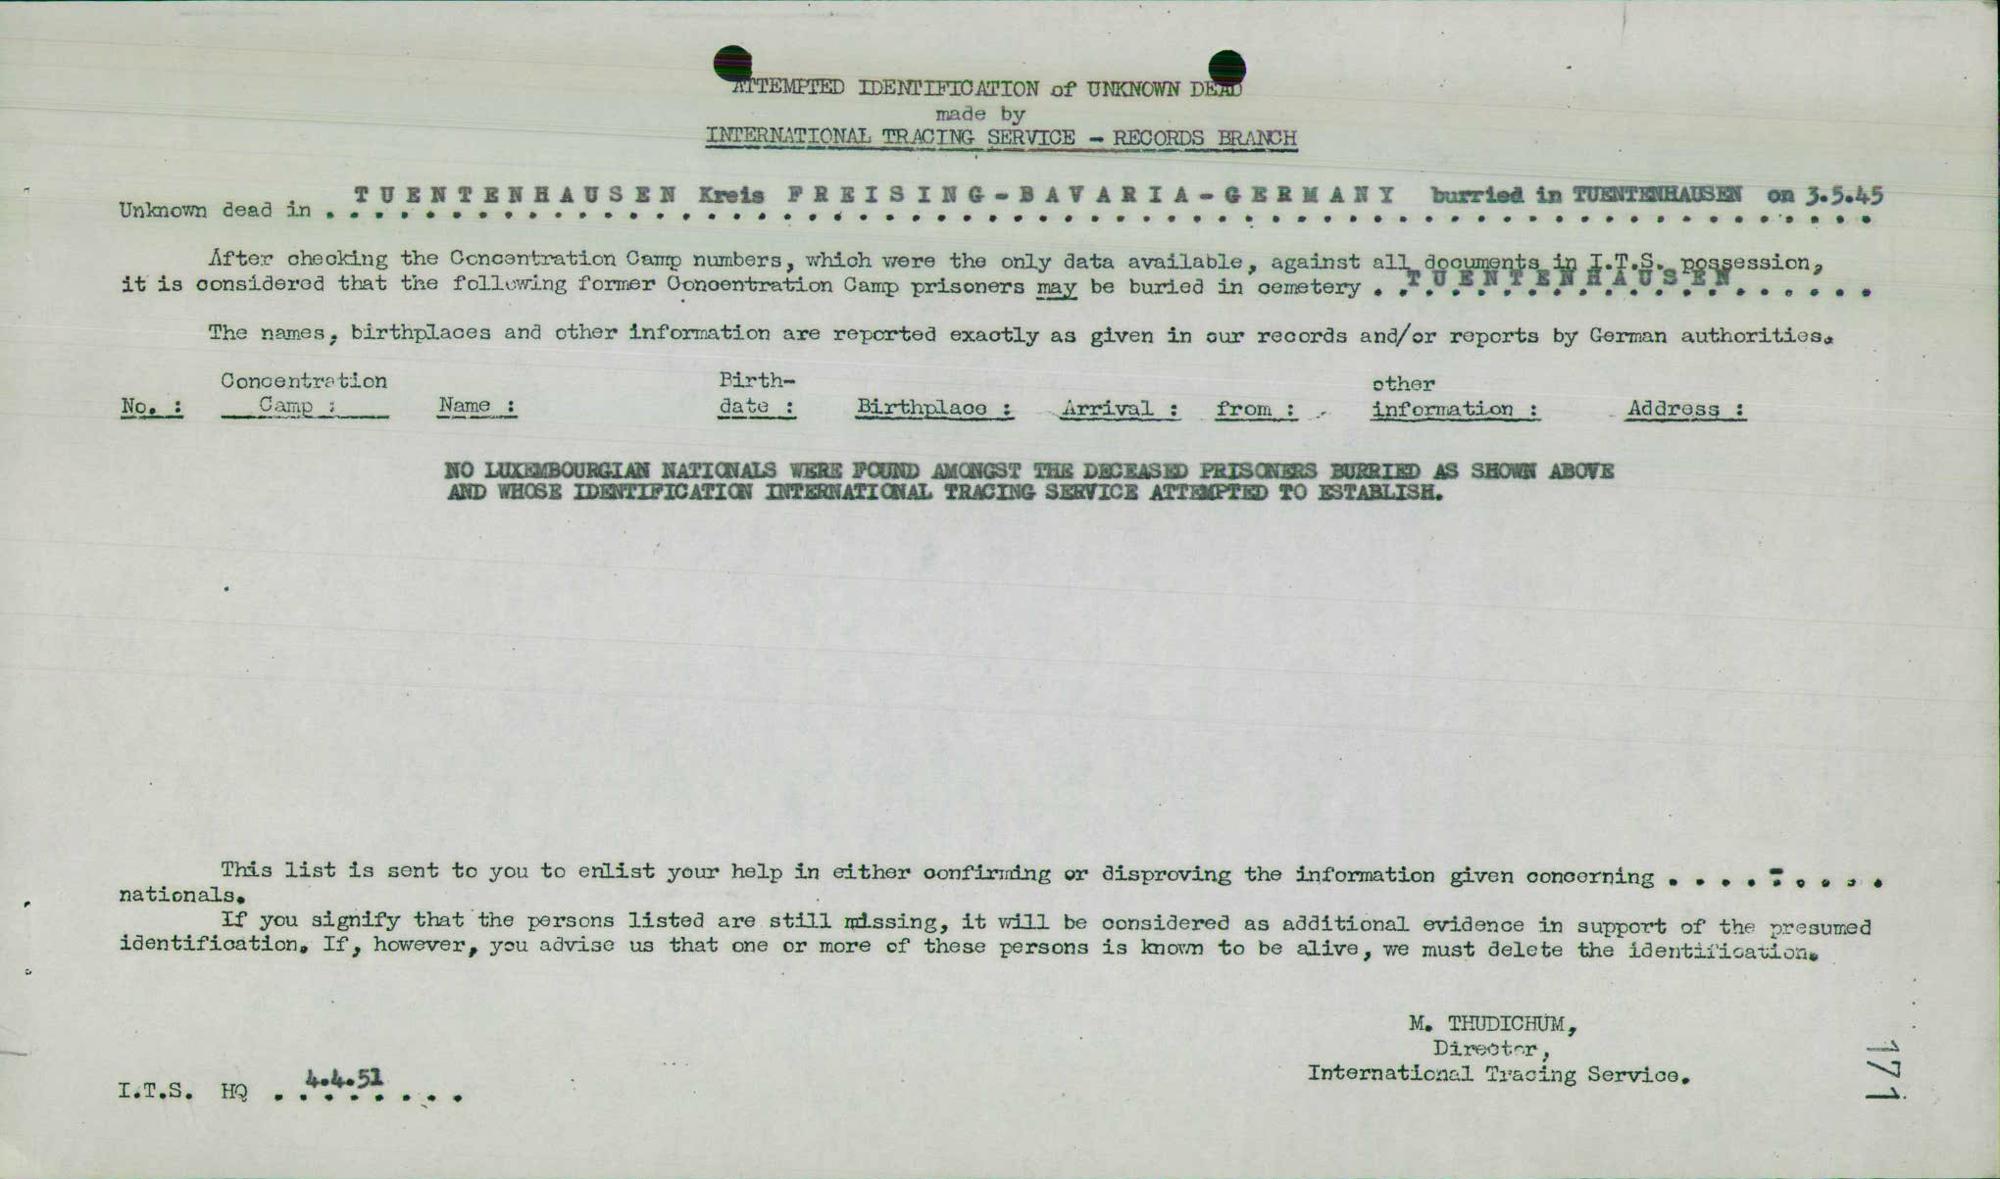 ATTEMPTED IDENTIFICATION of UNKNOWN DEAD
made by
INTERNATIONAL TRACING SERVICE - RECORDS BRANCH
Unknown dead in . T U E N T E N H A U S E N Kreis F R E I S I N G - B A V A R I A - G E R M A N Y burried in TUENTENHAUSEN on 3.5.45
After checking the Concentration Camp numbers, which were the only data available, against all documents in I.T.S. possession,
it is considered that the following former Concentration Camp prisoners may be buried in cemetery . . T U E N T E N H A U S E N . . . . . .
The names, birthplaces and other information are reported exactly as given in our records and/or reports by German authorities.
No. : Concentration Camp : Name : Birth-date : Birthplace : Arrival : from : other information : Address :
NO LUXEMBOURGIAN NATIONALS WERE FOUND AMONGST THE DECEASED PRISONERS BURRIED AS SHOWN ABOVE
AND WHOSE IDENTIFICATION INTERNATIONAL TRACING SERVICE ATTEMPTED TO ESTABLISH.
This list is sent to you to enlist your help in either confirming or disproving the information given concerning . . . . - . . . .
nationals.
If you signify that the persons listed are still missing, it will be considered as additional evidence in support of the presumed
identification. If, however, you advise us that one or more of these persons is known to be alive, we must delete the identification.
M. THUDICHUM,
Director,
International Tracing Service.
I.T.S. HQ 4.4.51 . . . . . . . .
171